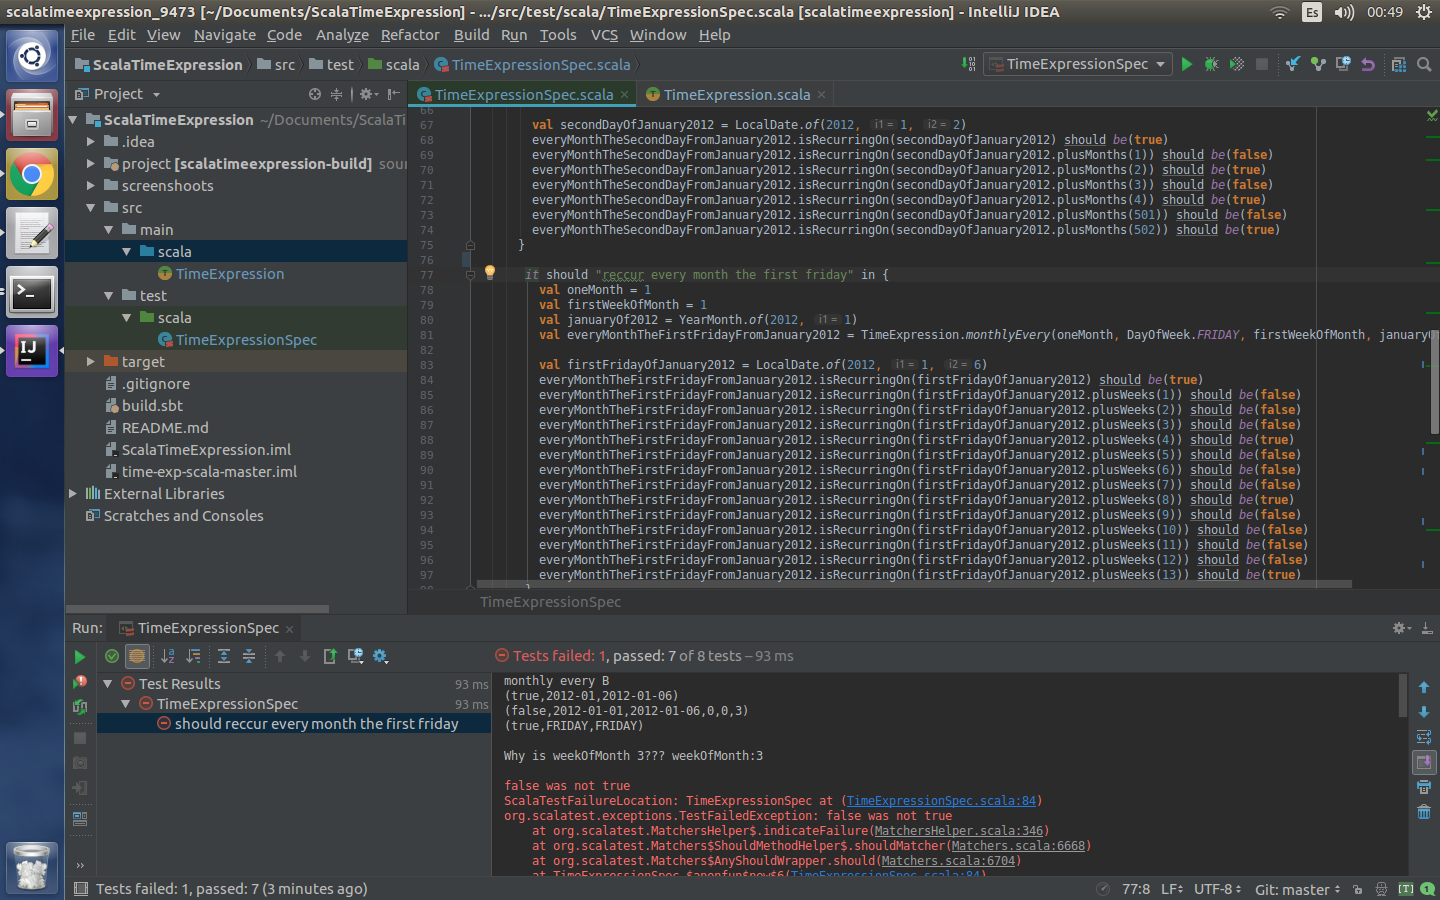 scalatimeexpression_9473 [~/Documents/ScalaTimeExpression] - .../src/test/scala/TimeExpressionSpec.scala [scalatimeexpression] - IntelliJ IDEA
Es 00:49
File Edit View Navigate Code Analyze Refactor Build Run Tools VCS Window Help
ScalaTimeExpression src test scala TimeExpressionSpec.scala
TimeExpressionSpec
Project
TimeExpressionSpec.scala TimeExpression.scala
ScalaTimeExpression ~/Documents/ScalaTi
.idea
project [scalatimeexpression-build] sour
screenshoots
src
main
scala
TimeExpression
test
scala
TimeExpressionSpec
target
.gitignore
build.sbt
README.md
ScalaTimeExpression.iml
time-exp-scala-master.iml
External Libraries
Scratches and Consoles
66
67 val secondDayOfJanuary2012 = LocalDate.of(2012, i1 = 1, i2 = 2)
68 everyMonthTheSecondDayFromJanuary2012.isRecurringOn(secondDayOfJanuary2012) should be(true)
69 everyMonthTheSecondDayFromJanuary2012.isRecurringOn(secondDayOfJanuary2012.plusMonths(1)) should be(false)
70 everyMonthTheSecondDayFromJanuary2012.isRecurringOn(secondDayOfJanuary2012.plusMonths(2)) should be(true)
71 everyMonthTheSecondDayFromJanuary2012.isRecurringOn(secondDayOfJanuary2012.plusMonths(3)) should be(false)
72 everyMonthTheSecondDayFromJanuary2012.isRecurringOn(secondDayOfJanuary2012.plusMonths(4)) should be(true)
73 everyMonthTheSecondDayFromJanuary2012.isRecurringOn(secondDayOfJanuary2012.plusMonths(501)) should be(false)
74 everyMonthTheSecondDayFromJanuary2012.isRecurringOn(secondDayOfJanuary2012.plusMonths(502)) should be(true)
75 }
76
77 it should "reccur every month the first friday" in {
78 val oneMonth = 1
79 val firstWeekOfMonth = 1
80 val januaryOf2012 = YearMonth.of(2012, i1 = 1)
81 val everyMonthTheFirstFridayFromJanuary2012 = TimeExpression.monthlyEvery(oneMonth, DayOfWeek.FRIDAY, firstWeekOfMonth, januaryO
82
83 val firstFridayOfJanuary2012 = LocalDate.of(2012, i1 = 1, i2 = 6)
84 everyMonthTheFirstFridayFromJanuary2012.isRecurringOn(firstFridayOfJanuary2012) should be(true)
85 everyMonthTheFirstFridayFromJanuary2012.isRecurringOn(firstFridayOfJanuary2012.plusWeeks(1)) should be(false)
86 everyMonthTheFirstFridayFromJanuary2012.isRecurringOn(firstFridayOfJanuary2012.plusWeeks(2)) should be(false)
87 everyMonthTheFirstFridayFromJanuary2012.isRecurringOn(firstFridayOfJanuary2012.plusWeeks(3)) should be(false)
88 everyMonthTheFirstFridayFromJanuary2012.isRecurringOn(firstFridayOfJanuary2012.plusWeeks(4)) should be(true)
89 everyMonthTheFirstFridayFromJanuary2012.isRecurringOn(firstFridayOfJanuary2012.plusWeeks(5)) should be(false)
90 everyMonthTheFirstFridayFromJanuary2012.isRecurringOn(firstFridayOfJanuary2012.plusWeeks(6)) should be(false)
91 everyMonthTheFirstFridayFromJanuary2012.isRecurringOn(firstFridayOfJanuary2012.plusWeeks(7)) should be(false)
92 everyMonthTheFirstFridayFromJanuary2012.isRecurringOn(firstFridayOfJanuary2012.plusWeeks(8)) should be(true)
93 everyMonthTheFirstFridayFromJanuary2012.isRecurringOn(firstFridayOfJanuary2012.plusWeeks(9)) should be(false)
94 everyMonthTheFirstFridayFromJanuary2012.isRecurringOn(firstFridayOfJanuary2012.plusWeeks(10)) should be(false)
95 everyMonthTheFirstFridayFromJanuary2012.isRecurringOn(firstFridayOfJanuary2012.plusWeeks(11)) should be(false)
96 everyMonthTheFirstFridayFromJanuary2012.isRecurringOn(firstFridayOfJanuary2012.plusWeeks(12)) should be(false)
97 everyMonthTheFirstFridayFromJanuary2012.isRecurringOn(firstFridayOfJanuary2012.plusWeeks(13)) should be(true)
TimeExpressionSpec
Run: TimeExpressionSpec
Tests failed: 1, passed: 7 of 8 tests – 93 ms
Test Results 93 ms
TimeExpressionSpec 93 ms
should reccur every month the first friday
monthly every B
(true,2012-01,2012-01-06)
(false,2012-01-01,2012-01-06,0,0,3)
(true,FRIDAY,FRIDAY)
Why is weekOfMonth 3??? weekOfMonth:3
false was not true
ScalaTestFailureLocation: TimeExpressionSpec at (TimeExpressionSpec.scala:84)
org.scalatest.exceptions.TestFailedException: false was not true
at org.scalatest.MatchersHelper$.indicateFailure(MatchersHelper.scala:346)
at org.scalatest.Matchers$ShouldMethodHelper$.shouldMatcher(Matchers.scala:6668)
at org.scalatest.Matchers$AnyShouldWrapper.should(Matchers.scala:6704)
at TimeExpressionSpec.$anonfun$new$6(TimeExpressionSpec.scala:84)
Tests failed: 1, passed: 7 (3 minutes ago)
77:8 LF UTF-8 Git: master [T] 1